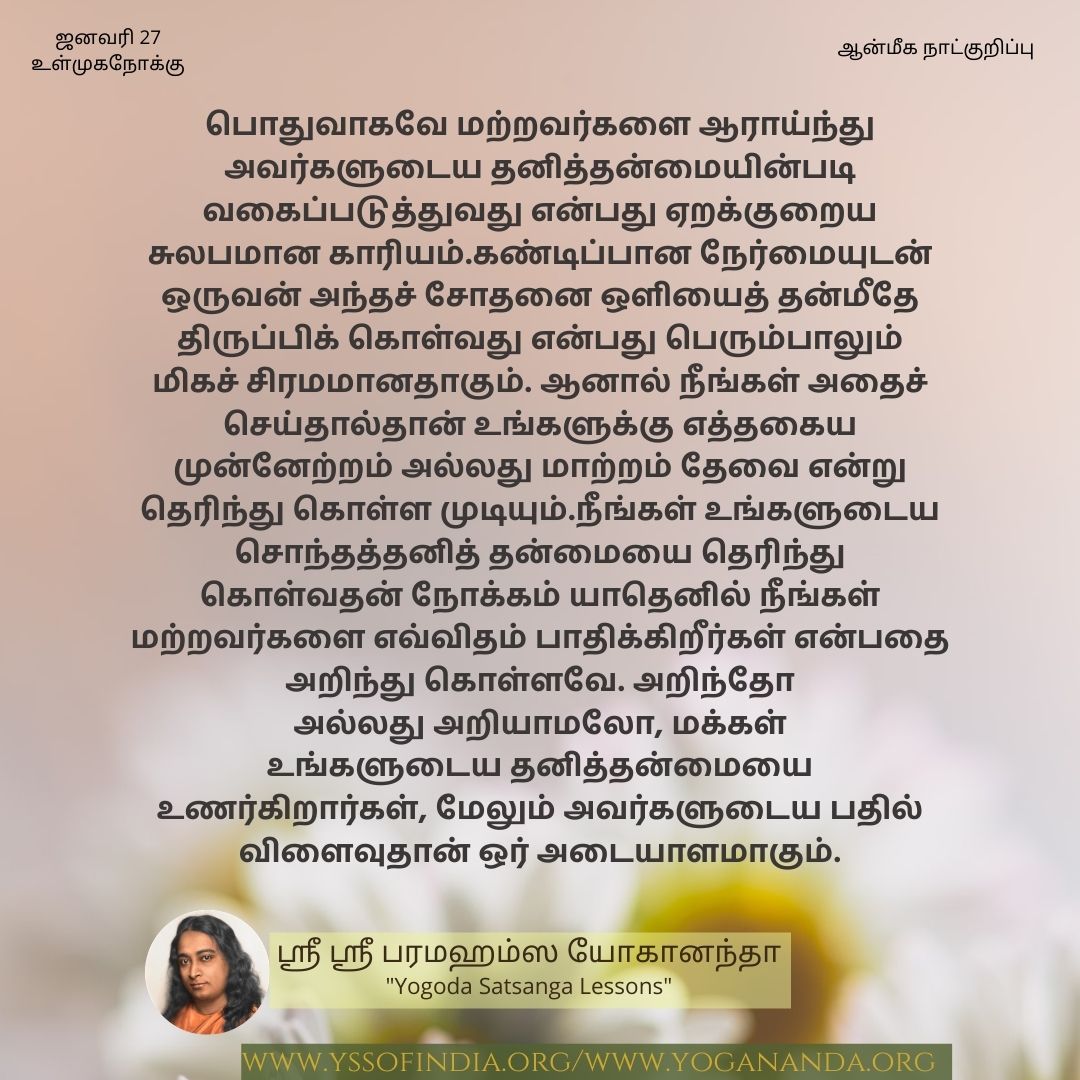 ஜனவரி 27
உள்முகநோக்கு
ஆன்மீக நாட்குறிப்பு
பொதுவாகவே மற்றவர்களை ஆராய்ந்து
அவர்களுடைய தனித்தன்மையின்படி
வகைப்படுத்துவது என்பது ஏறக்குறைய
சுலபமான காரியம்.கண்டிப்பான நேர்மையுடன்
ஒருவன் அந்தச் சோதனை ஒளியைத் தன்மீதே
திருப்பிக் கொள்வது என்பது பெரும்பாலும்
மிகச் சிரமமானதாகும். ஆனால் நீங்கள் அதைச்
செய்தால்தான் உங்களுக்கு எத்தகைய
முன்னேற்றம் அல்லது மாற்றம் தேவை என்று
தெரிந்து கொள்ள முடியும்.நீங்கள் உங்களுடைய
சொந்தத்தனித் தன்மையை தெரிந்து
கொள்வதன் நோக்கம் யாதெனில் நீங்கள்
மற்றவர்களை எவ்விதம் பாதிக்கிறீர்கள் என்பதை
அறிந்து கொள்ளவே. அறிந்தோ
அல்லது அறியாமலோ, மக்கள்
உங்களுடைய தனித்தன்மையை
உணர்கிறார்கள், மேலும் அவர்களுடைய பதில்
விளைவுதான் ஒர் அடையாளமாகும்.
ஸ்ரீ ஸ்ரீ பரமஹம்ஸ யோகானந்தா
"Yogoda Satsanga Lessons"
WWW.YSSOFINDIA.ORG/WWW.YOGANANDA.ORG